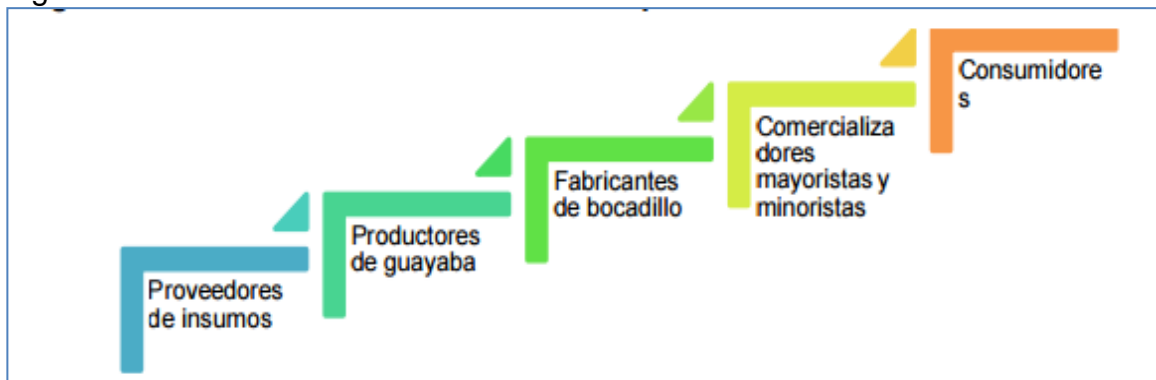 Proveedores
de insumos
Productores
de guayaba
Fabricantes
de bocadillo
Comercializa
dores
mayoristas y
minoristas
Consumidore
s